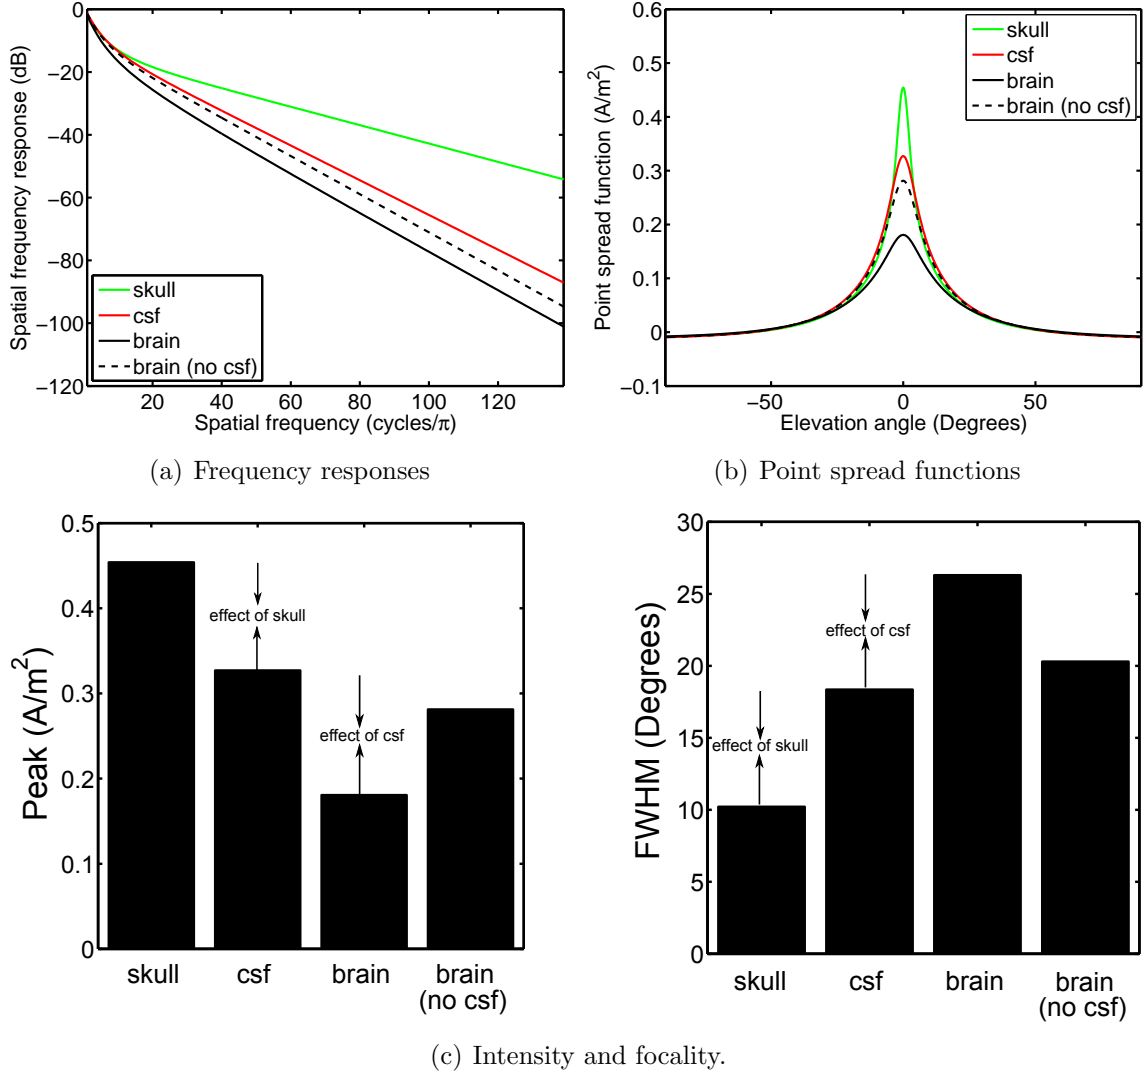 Spatial frequency response (dB)
0
−20
−40
−60
−80
−100
−120
20
40
60
80
100
120
Spatial frequency (cycles/π)
skull
csf
brain
brain (no csf)
(a) Frequency responses
Point spread function (A/m²)
0.6
0.5
0.4
0.3
0.2
0.1
0
−0.1
−50
0
50
Elevation angle (Degrees)
skull
csf
brain
brain (no csf)
(b) Point spread functions
Peak (A/m²)
0.5
0.4
0.3
0.2
0.1
0
effect of skull
effect of csf
skull
csf
brain
brain
(no csf)
FWHM (Degrees)
30
25
20
15
10
5
0
effect of csf
effect of skull
skull
csf
brain
brain
(no csf)
(c) Intensity and focality.